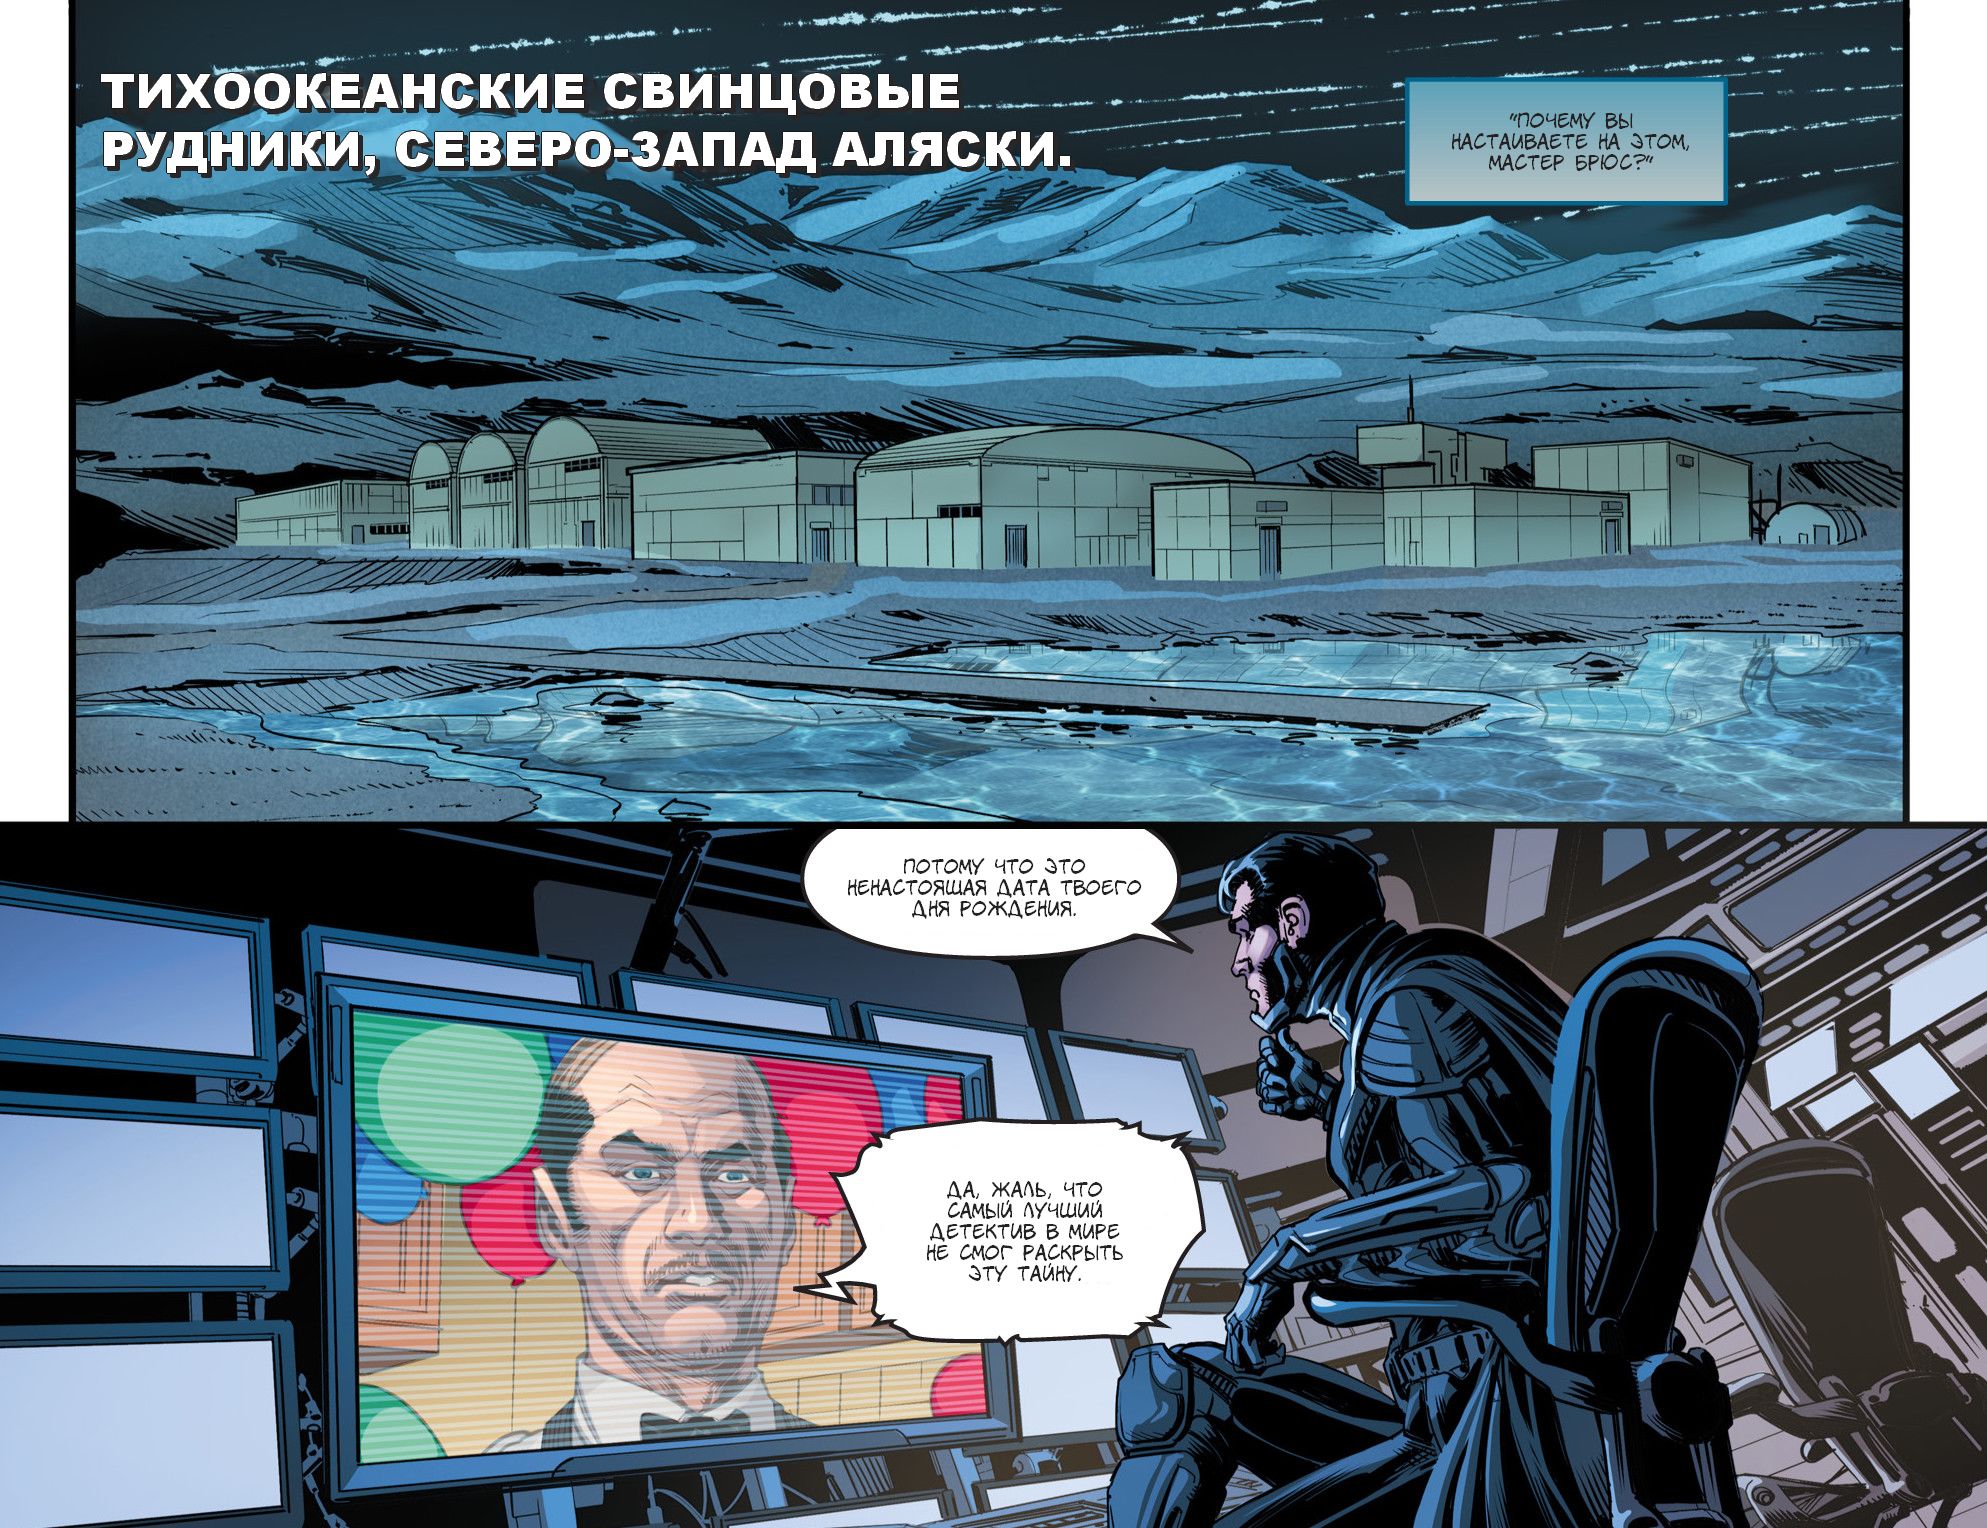 ТИХООКЕАНСКИЕ СВИНЦОВЫЕ
РУДНИКИ, СЕВЕРО-ЗАПАД АЛЯСКИ.
"ПОЧЕМУ ВЫ
НАСТАИВАЕТЕ НА ЭТОМ,
МАСТЕР БРЮС?"
ПОТОМУ ЧТО ЭТО
НЕНАСТОЯЩАЯ ДАТА ТВОЕГО
ДНЯ РОЖДЕНИЯ.
ДА, ЖАЛЬ, ЧТО
САМЫЙ ЛУЧШИЙ
ДЕТЕКТИВ В МИРЕ
НЕ СМОГ РАСКРЫТЬ
ЭТУ ТАЙНУ.